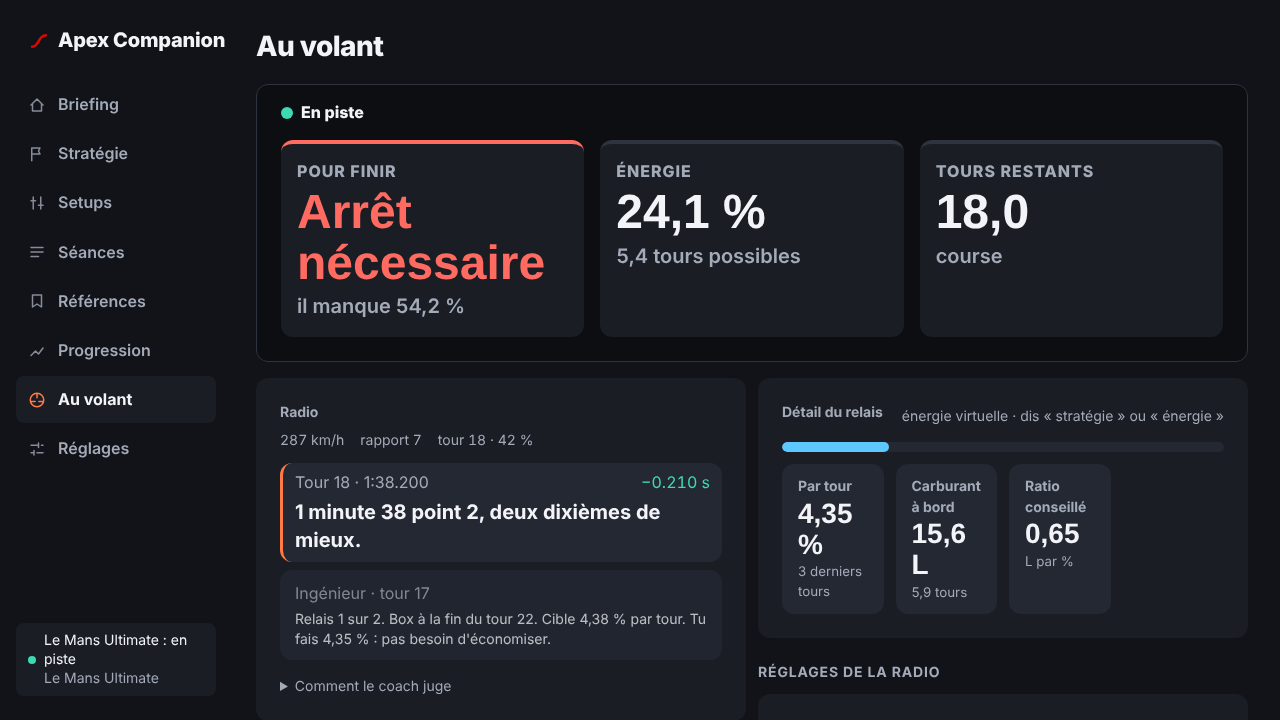 Apex Companion
Briefing
Stratégie
Setups
Séances
Références
Progression
Au volant
Réglages
Le Mans Ultimate : en
piste
Le Mans Ultimate
Au volant
En piste
POUR FINIR
Arrêt
nécessaire
il manque 54,2 %
ÉNERGIE
24,1 %
5,4 tours possibles
TOURS RESTANTS
18,0
course
Radio
287 km/h rapport 7 tour 18 · 42 %
Tour 18 · 1:38.200 −0.210 s
1 minute 38 point 2, deux dixièmes de
mieux.
Ingénieur · tour 17
Relais 1 sur 2. Box à la fin du tour 22. Cible 4,38 % par tour. Tu
fais 4,35 % : pas besoin d'économiser.
Comment le coach juge
Détail du relais énergie virtuelle · dis « stratégie » ou « énergie »
Par tour
4,35
%
3 derniers
tours
Carburant
à bord
15,6
L
5,9 tours
Ratio
conseillé
0,65
L par %
RÉGLAGES DE LA RADIO